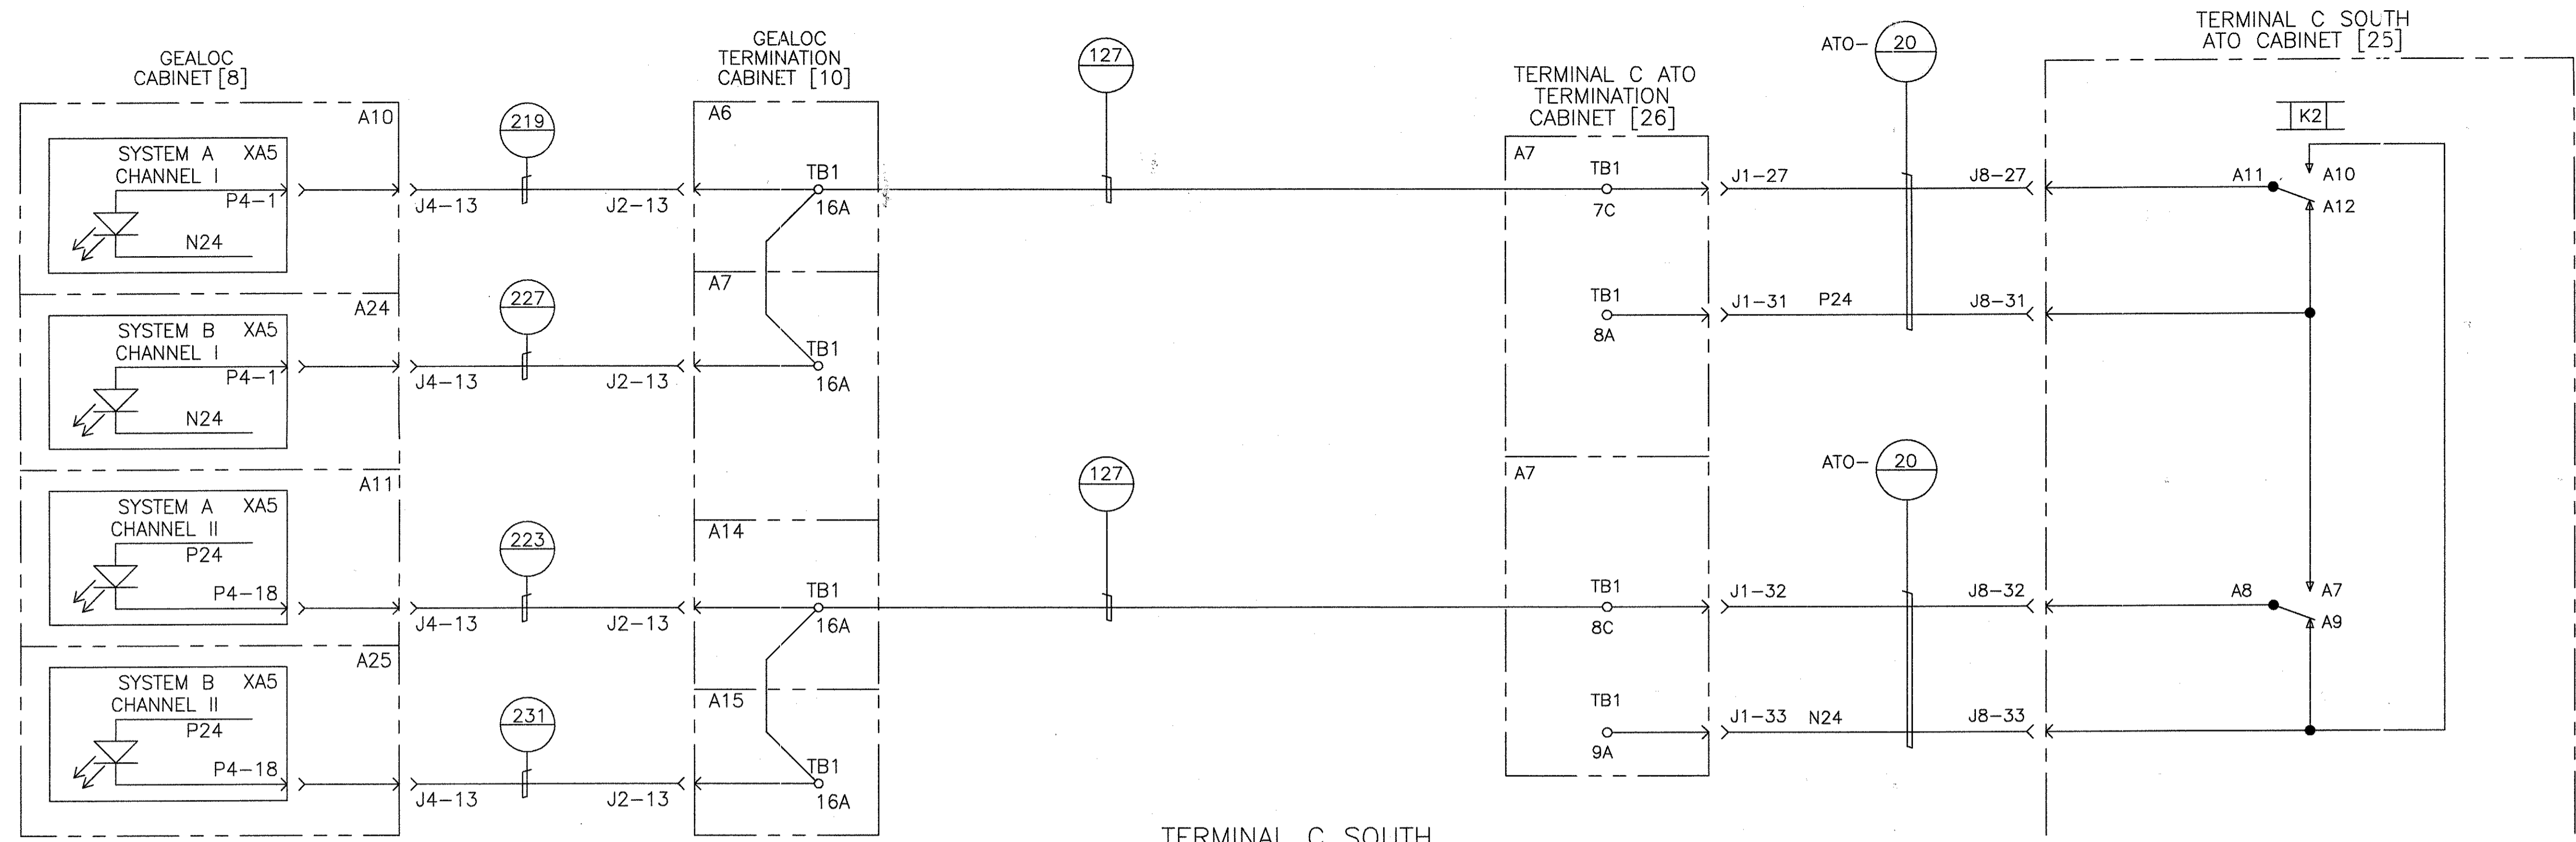 GEALOC
CABINET [8]
GEALOC
TERMINATION
CABINET [10]
127
ATO- 20
TERMINAL C SOUTH
ATO CABINET [25]
TERMINAL C ATO
TERMINATION
CABINET [26]
A10
SYSTEM A XA5
CHANNEL I
P4-1
N24
219
J4-13
J2-13
A6
TB1
16A
A7
TB1
7C
J1-27
J8-27
K2
A11
A10
A12
A24
SYSTEM B XA5
CHANNEL I
P4-1
N24
227
J4-13
J2-13
A7
TB1
16A
TB1
8A
J1-31 P24
J8-31
A11
SYSTEM A XA5
CHANNEL II
P24
P4-18
223
J4-13
J2-13
A14
TB1
16A
127
A7
TB1
8C
ATO- 20
J1-32
J8-32
A8
A7
A9
A25
SYSTEM B XA5
CHANNEL II
P24
P4-18
231
J4-13
J2-13
A15
TB1
16A
TB1
9A
J1-33 N24
J8-33
TERMINAL C SOUTH